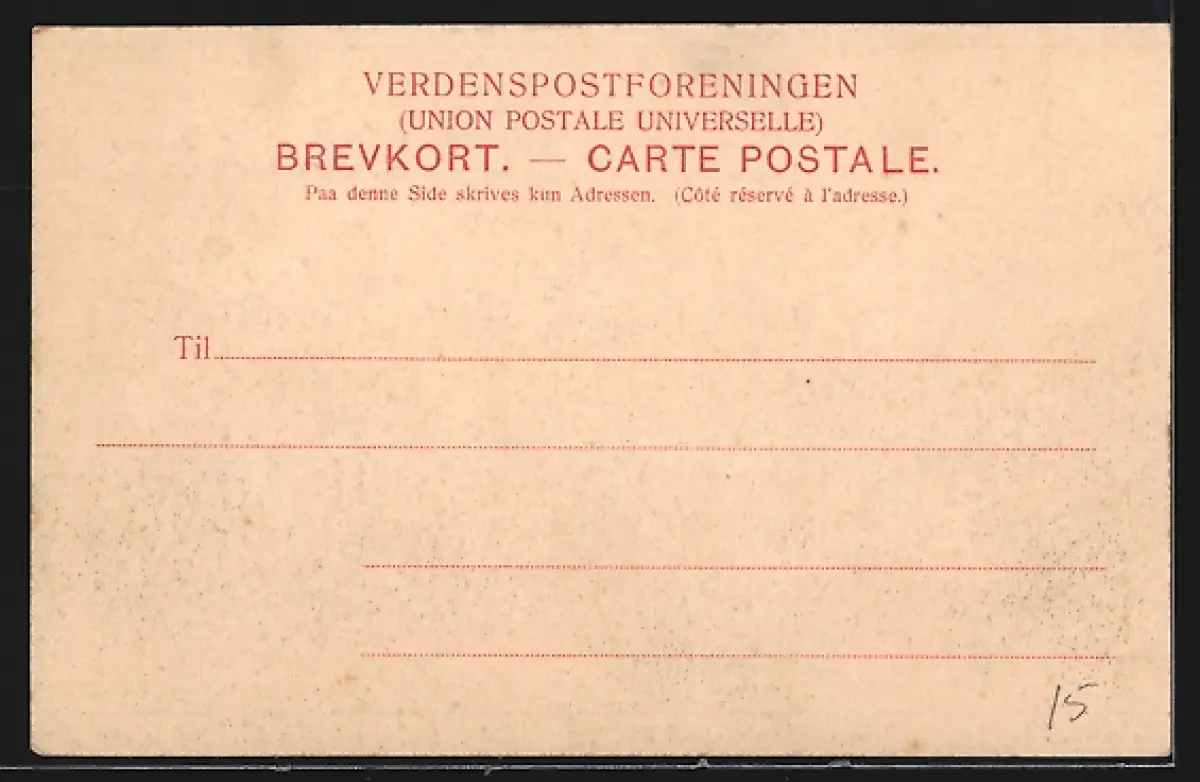 VERDENSPOSTFORENINGEN
(UNION POSTALE UNIVERSELLE)
BREVKORT. — CARTE POSTALE.
Paa denne Side skrives kun Adressen. (Côté réservé à l'adresse.)
Til
15